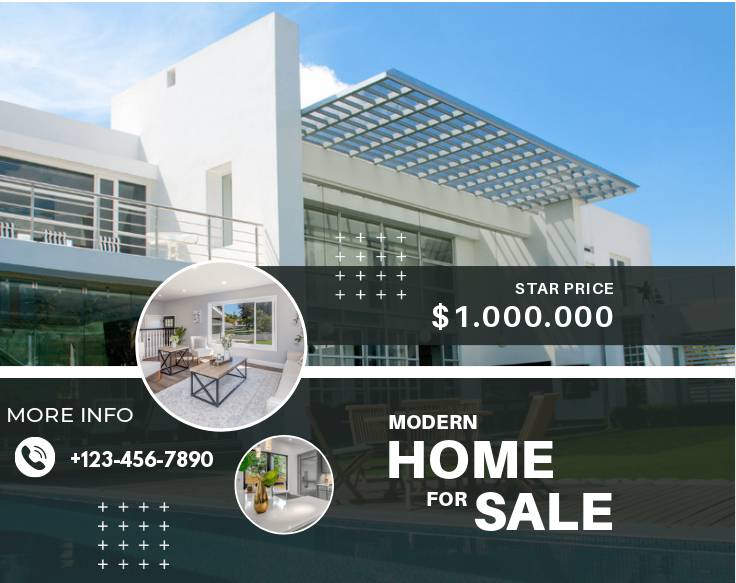 STAR PRICE
$1.000.000
MORE INFO
+123-456-7890
MODERN
HOME
FOR
SALE